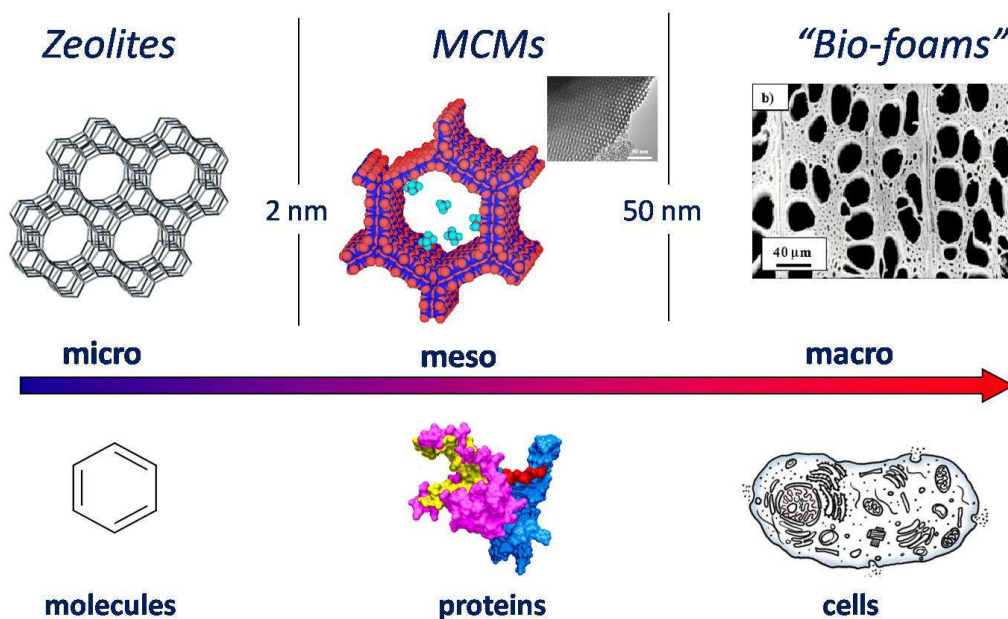 Zeolites
MCMs
“Bio-foams”
b)
2 nm
50 nm
40 µm
micro
meso
macro
molecules
proteins
cells